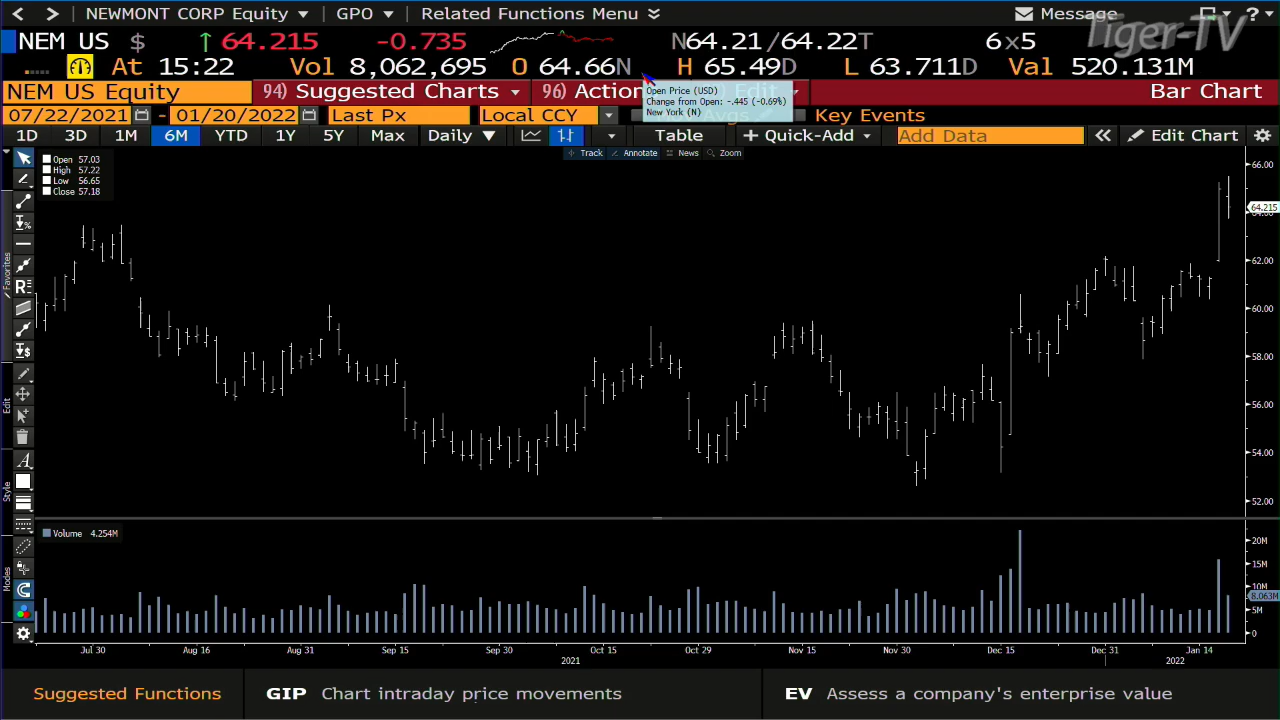 NEWMONT CORP Equity GPO Related Functions Menu Message ?
Tiger-TV
NEM US $ 64.215 -0.735 N64.21/64.22T 6x5
At 15:22 Vol 8,062,695 O 64.66N H 65.49D L 63.711D Val 520.131M
NEM US Equity 94) Suggested Charts 96) Action Edit Bar Chart
Open Price (USD)
Change from Open: -.445 (-0.69%)
New York (N)
07/22/2021 - 01/20/2022 Last Px Local CCY Key Events
1D 3D 1M 6M YTD 1Y 5Y Max Daily ▼ Table + Quick-Add Add Data « Edit Chart
Track Annotate News Zoom
Open 57.03
High 57.22
Low 56.65
Close 57.18
66.00
64.215
64.00
62.00
60.00
58.00
56.00
54.00
52.00
Favorites
Edit
Style
Modes
Volume 4.254M
20M
15M
10M
8.063M
5M
0
Jul 30 Aug 16 Aug 31 Sep 15 Oct 15 Oct 29 Nov 15 Nov 30 Dec 15 Dec 31 Jan 14
2021 2022
Suggested Functions GIP Chart intraday price movements EV Assess a company's enterprise value